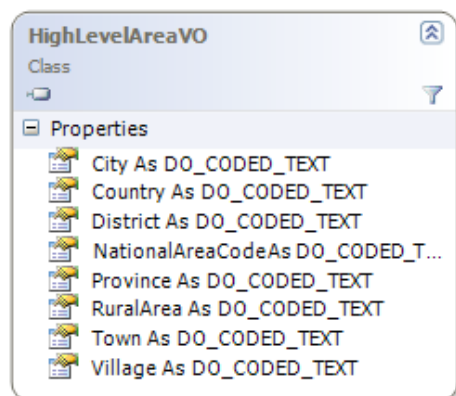 HighLevelAreaVO
Class
Properties
City As DO_CODED_TEXT
Country As DO_CODED_TEXT
District As DO_CODED_TEXT
NationalAreaCodeAs DO_CODED_T...
Province As DO_CODED_TEXT
RuralArea As DO_CODED_TEXT
Town As DO_CODED_TEXT
Village As DO_CODED_TEXT